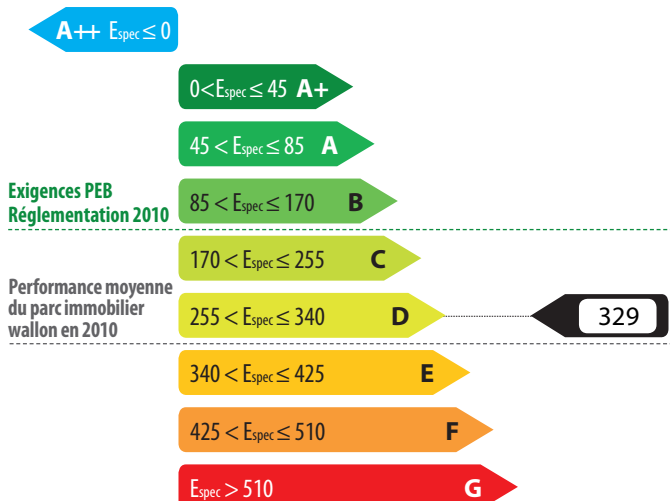 A++ Espec ≤ 0
0<Espec ≤ 45 A+
45 < Espec ≤ 85 A
Exigences PEB
Réglementation 2010
85 < Espec ≤ 170 B
170 < Espec ≤ 255 C
Performance moyenne
du parc immobilier
wallon en 2010
255 < Espec ≤ 340 D
329
340 < Espec ≤ 425 E
425 < Espec ≤ 510 F
Espec > 510 G